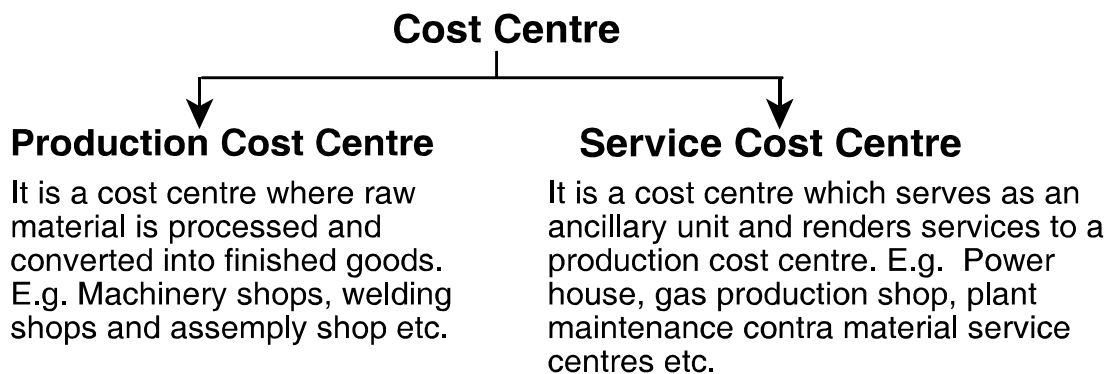 Cost Centre
Production Cost Centre
It is a cost centre where raw
material is processed and
converted into finished goods.
E.g. Machinery shops, welding
shops and assemply shop etc.
Service Cost Centre
It is a cost centre which serves as an
ancillary unit and renders services to a
production cost centre. E.g.  Power
house, gas production shop, plant
maintenance contra material service
centres etc.